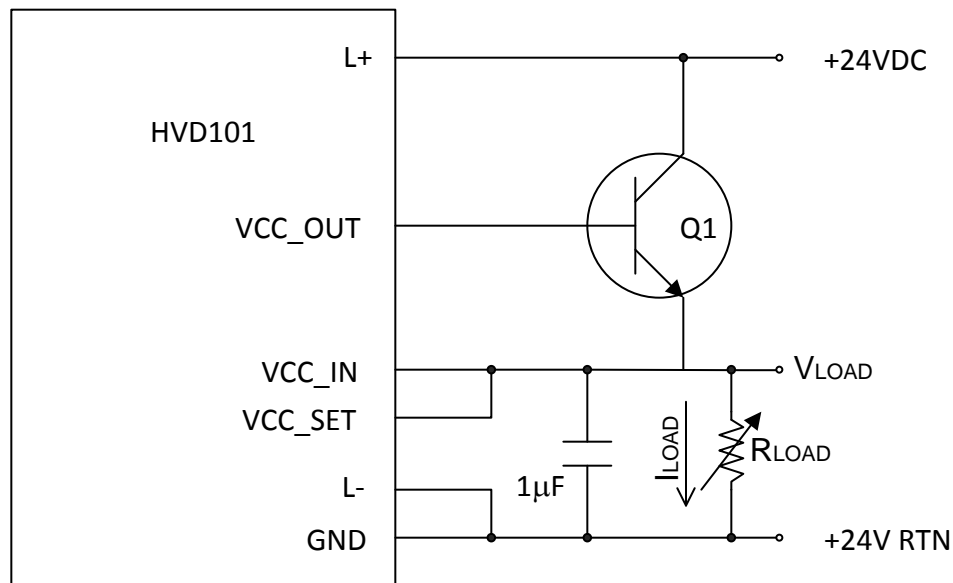 L+
+24VDC
HVD101
VCC_OUT
Q1
VCC_IN
VLOAD
VCC_SET
ILOAD
RLOAD
L-
1μF
GND
+24V RTN